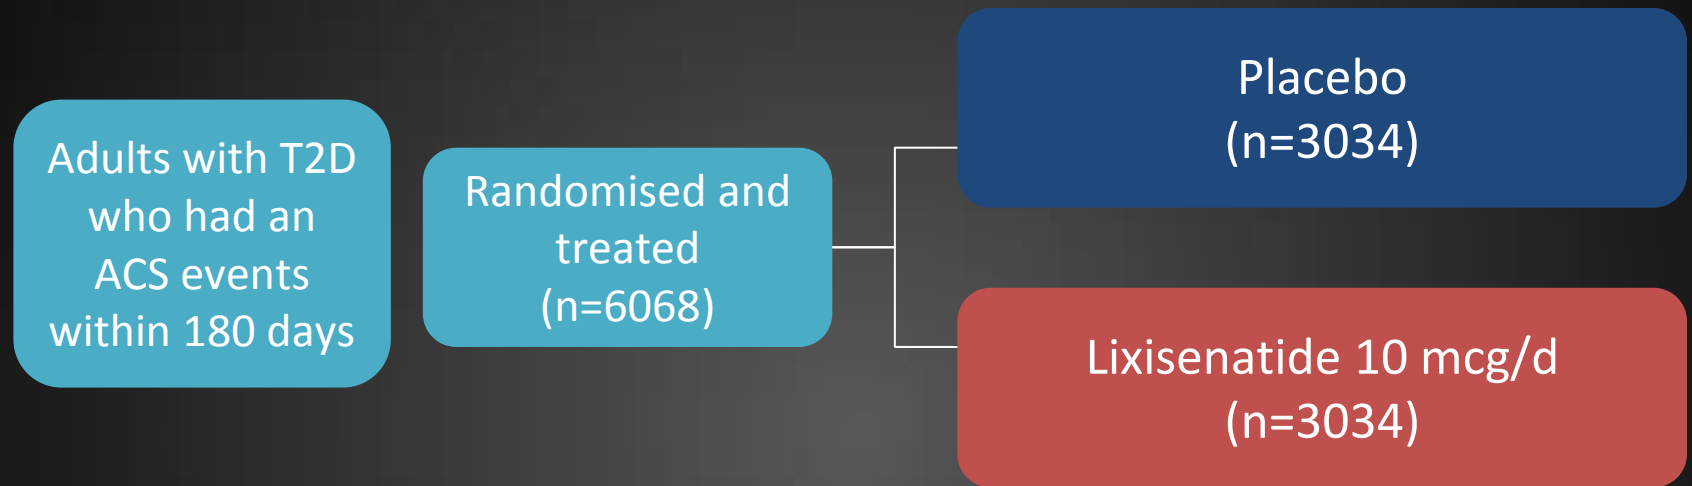 Adults with T2D
who had an
ACS events
within 180 days
Randomised and
treated
(n=6068)
Placebo
(n=3034)
Lixisenatide 10 mcg/d
(n=3034)